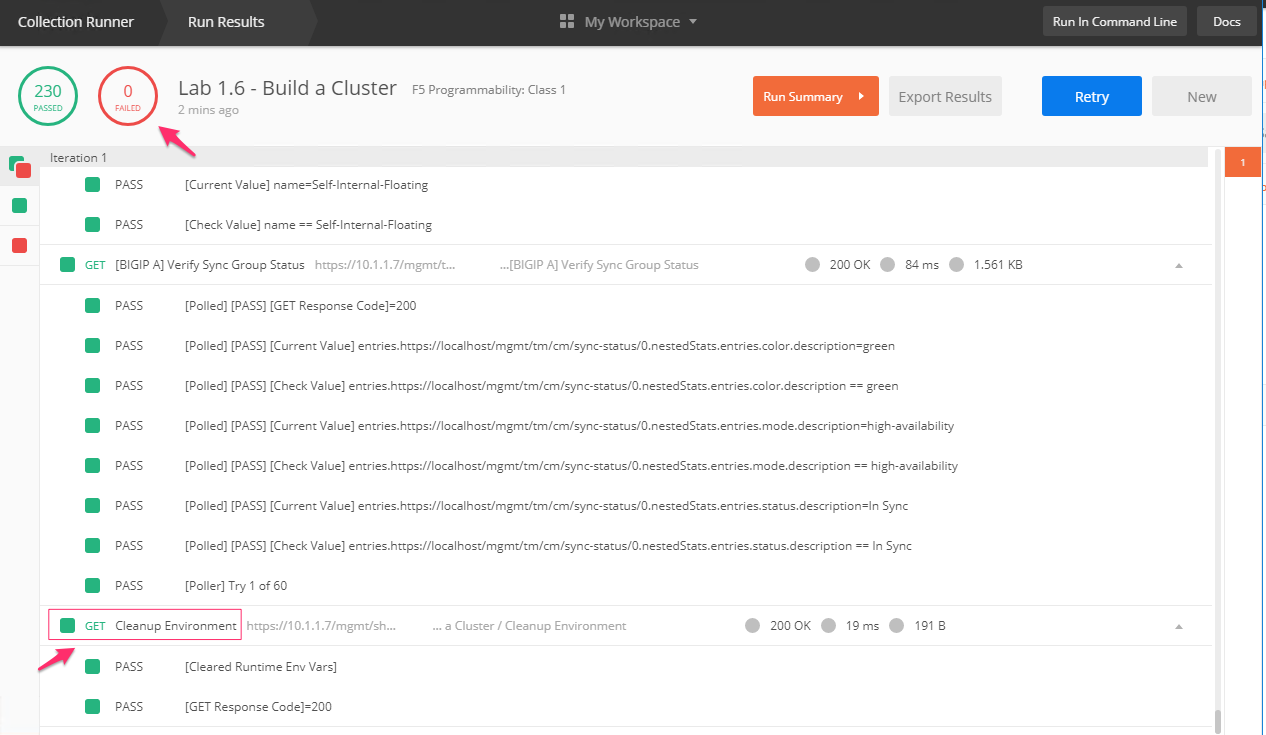 Collection Runner Run Results My Workspace Run In Command Line Docs
230 PASSED 0 FAILED Lab 1.6 - Build a Cluster F5 Programmability: Class 1 Run Summary Export Results Retry New
2 mins ago
Iteration 1
1
PASS [Current Value] name=Self-Internal-Floating
PASS [Check Value] name == Self-Internal-Floating
GET [BIGIP A] Verify Sync Group Status https://10.1.1.7/mgmt/t... ...[BIGIP A] Verify Sync Group Status 200 OK 84 ms 1.561 KB
PASS [Polled] [PASS] [GET Response Code]=200
PASS [Polled] [PASS] [Current Value] entries.https://localhost/mgmt/tm/cm/sync-status/0.nestedStats.entries.color.description=green
PASS [Polled] [PASS] [Check Value] entries.https://localhost/mgmt/tm/cm/sync-status/0.nestedStats.entries.color.description == green
PASS [Polled] [PASS] [Current Value] entries.https://localhost/mgmt/tm/cm/sync-status/0.nestedStats.entries.mode.description=high-availability
PASS [Polled] [PASS] [Check Value] entries.https://localhost/mgmt/tm/cm/sync-status/0.nestedStats.entries.mode.description == high-availability
PASS [Polled] [PASS] [Current Value] entries.https://localhost/mgmt/tm/cm/sync-status/0.nestedStats.entries.status.description=In Sync
PASS [Polled] [PASS] [Check Value] entries.https://localhost/mgmt/tm/cm/sync-status/0.nestedStats.entries.status.description == In Sync
PASS [Poller] Try 1 of 60
GET Cleanup Environment https://10.1.1.7/mgmt/sh... ... a Cluster / Cleanup Environment 200 OK 19 ms 191 B
PASS [Cleared Runtime Env Vars]
PASS [GET Response Code]=200